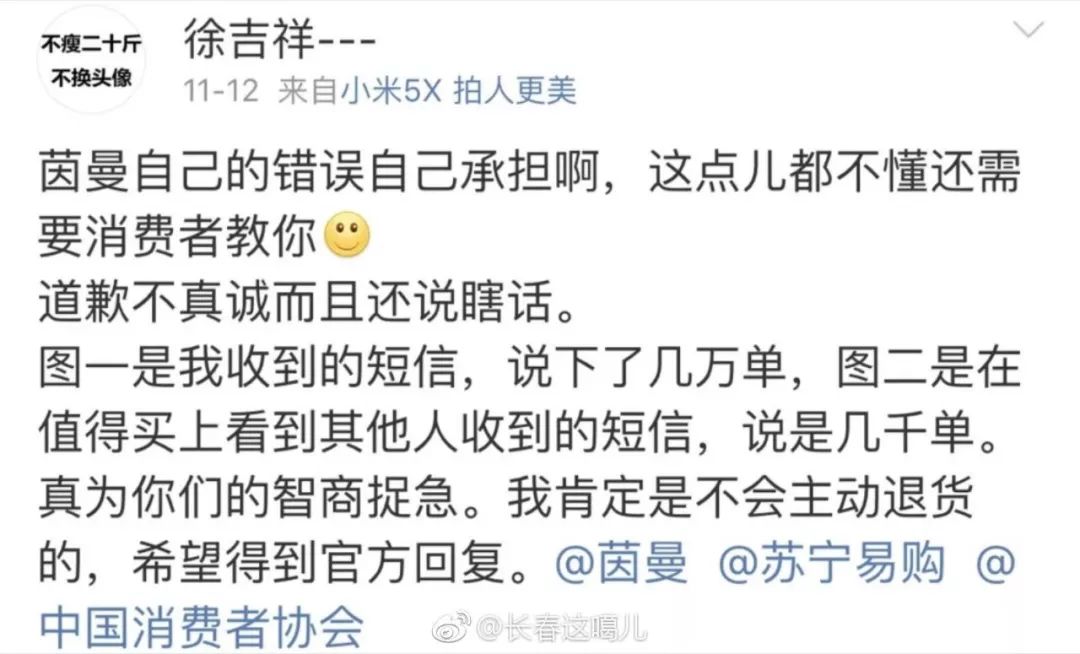 不瘦二十斤
不换头像
徐吉祥---
11-12 来自小米5X 拍人更美
茵曼自己的错误自己承担啊，这点儿都不懂还需
要消费者教你
道歉不真诚而且还说瞎话。
图一是我收到的短信，说下了几万单，图二是在
值得买上看到其他人收到的短信，说是几千单。
真为你们的智商捉急。我肯定是不会主动退货
的，希望得到官方回复。@茵曼 @苏宁易购 @
中国消费者协会
@长春这噶儿